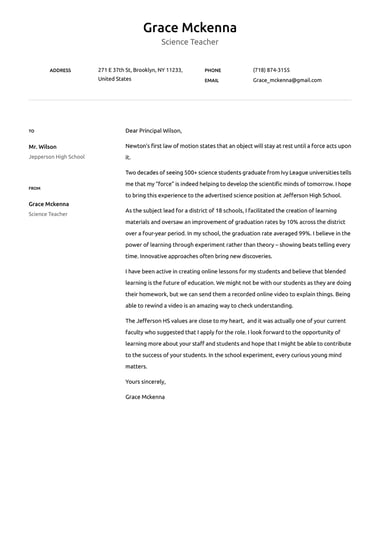 Grace Mckenna
Science Teacher
ADDRESS
271 E 37th St, Brooklyn, NY 11233,
United States
PHONE
(718) 874-3155
EMAIL
Grace_mckenna@gmail.com
TO
Mr. Wilson
Jepperson High School
FROM
Grace Mckenna
Science Teacher
Dear Principal Wilson,
Newton's first law of motion states that an object will stay at rest until a force acts upon
it.
Two decades of seeing 500+ science students graduate from Ivy League universities tells
me that my "force" is indeed helping to develop the scientific minds of tomorrow. I hope
to bring this experience to the advertised science position at Jefferson High School.
As the subject lead for a district of 18 schools, I facilitated the creation of learning
materials and oversaw an improvement of graduation rates by 10% across the district
over a four-year period. In my school, the graduation rate averaged 99%. I believe in the
power of learning through experiment rather than theory – showing beats telling every
time. Innovative approaches often bring new discoveries.
I have been active in creating online lessons for my students and believe that blended
learning is the future of education. We might not be with our students as they are doing
their homework, but we can send them a recorded online video to explain things. Being
able to rewind a video is an amazing way to check understanding.
The Jefferson HS values are close to my heart, and it was actually one of your current
faculty who suggested that I apply for the role. I look forward to the opportunity of
learning more about your staff and students and hope that I might be able to contribute
to the success of your students. In the school experiment, every curious young mind
matters.
Yours sincerely,
Grace Mckenna